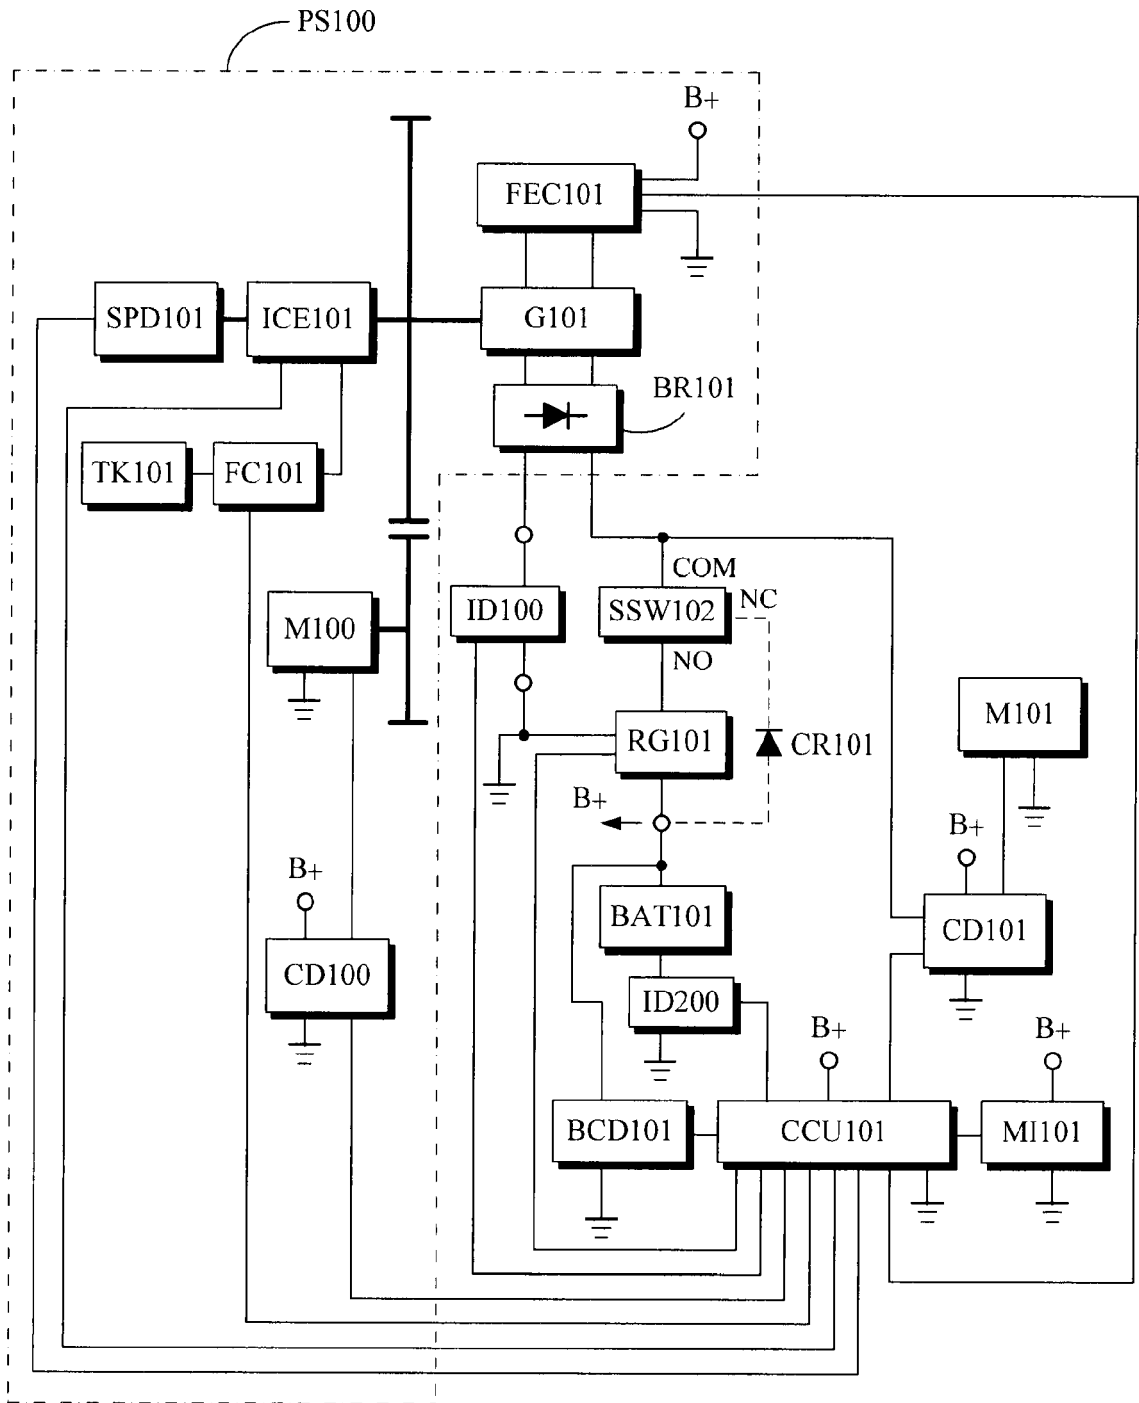 PS100
B+
FEC101
SPD101
ICE101
G101
BR101
TK101
FC101
COM
ID100
SSW102
NC
M100
NO
M101
RG101
CR101
B+
B+
B+
BAT101
CD101
CD100
ID200
B+
B+
BCD101
CCU101
MI101